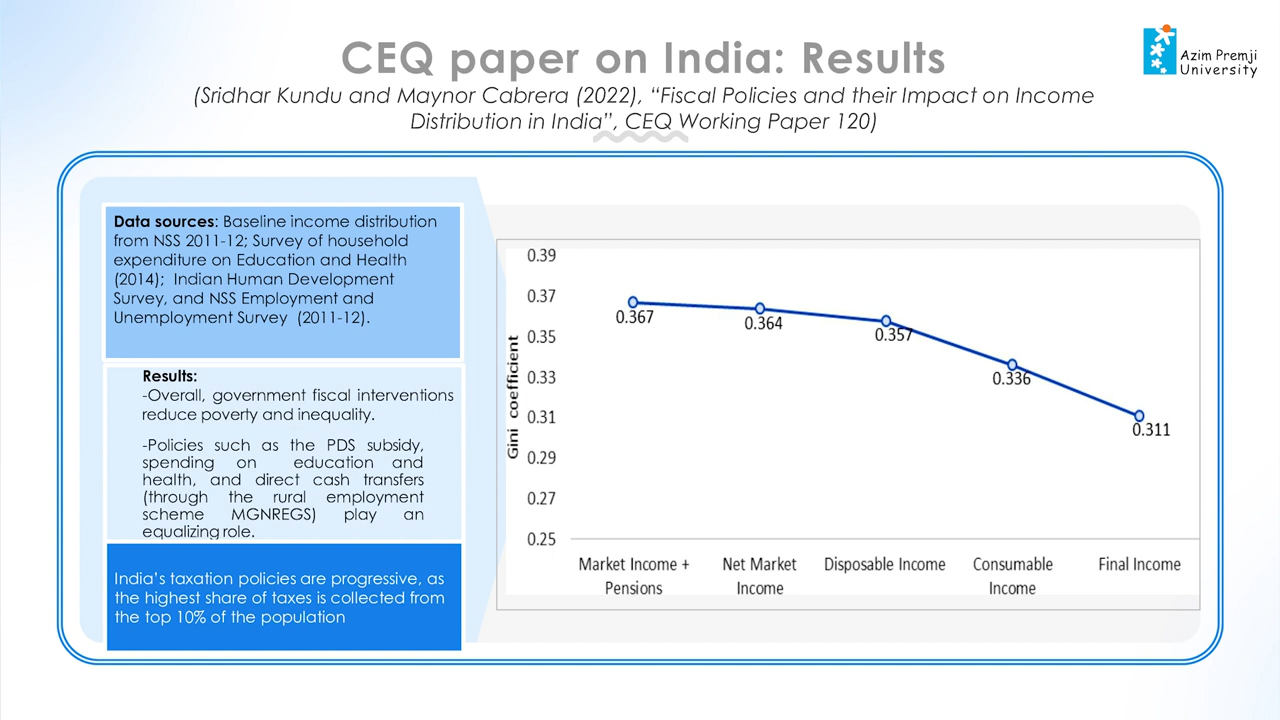 CEQ paper on India: Results
(Sridhar Kundu and Maynor Cabrera (2022), “Fiscal Policies and their Impact on Income
Distribution in India”, CEQ Working Paper 120)
Azim Premji
University
Data sources: Baseline income distribution
from NSS 2011-12; Survey of household
expenditure on Education and Health
(2014); Indian Human Development
Survey, and NSS Employment and
Unemployment Survey (2011-12).
Results:
-Overall, government fiscal interventions
reduce poverty and inequality.
-Policies such as the PDS subsidy,
spending on education and
health, and direct cash transfers
(through the rural employment
scheme MGNREGS) play an
equalizing role.
India’s taxation policies are progressive, as
the highest share of taxes is collected from
the top 10% of the population
Gini coefficient
0.39
0.37
0.35
0.33
0.31
0.29
0.27
0.25
0.367
0.364
0.357
0.336
0.311
Market Income +
Pensions
Net Market
Income
Disposable Income
Consumable
Income
Final Income